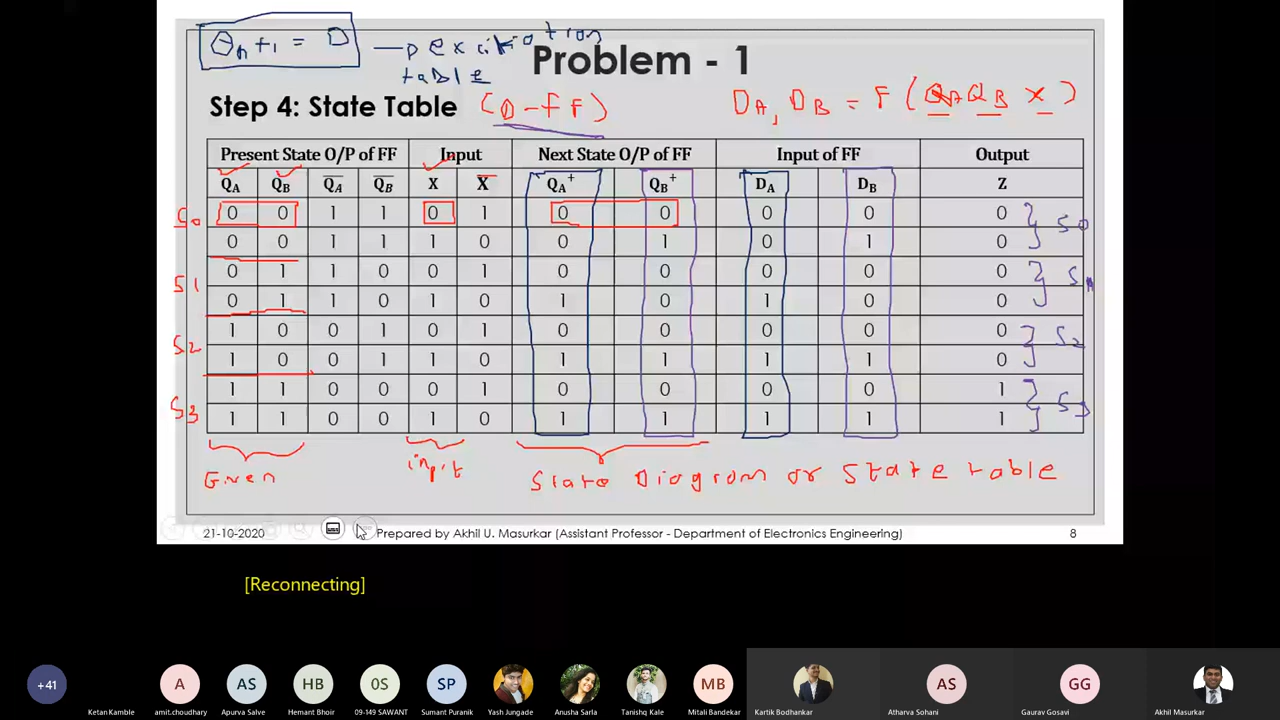 Qn+1 = D → excitation
table
Problem - 1
Step 4: State Table (D-FF) DA, DB = F (QA QB X)
Present State O/P of FF Input Next State O/P of FF Input of FF Output
QA QB Q̅A̅ Q̅B̅ X X̅ QA+ QB+ DA DB Z
S0 0 0 1 1 0 1 0 0 0 0 0 } S0
0 0 1 1 1 0 0 1 0 1 0
S1 0 1 1 0 0 1 0 0 0 0 0 } S1
0 1 1 0 1 0 1 0 1 0 0
S2 1 0 0 1 0 1 0 0 0 0 0 } S2
1 0 0 1 1 0 1 1 1 1 0
S3 1 1 0 0 0 1 0 0 0 0 1 } S3
1 1 0 0 1 0 1 1 1 1 1
Given input State Diagram or State table
21-10-2020 Prepared by Akhil U. Masurkar (Assistant Professor - Department of Electronics Engineering) 8
[Reconnecting]
+41 A AS HB 0S SP MB AS GG
Ketan Kamble amit.choudhary Apurva Salve Hemant Bhoir 09-149 SAWANT Sumant Puranik Yash Jungade Anusha Sarla Tanishq Kale Mitali Bandekar Kartik Bodhankar Atharva Sohani Gaurav Gosavi Akhil Masurkar